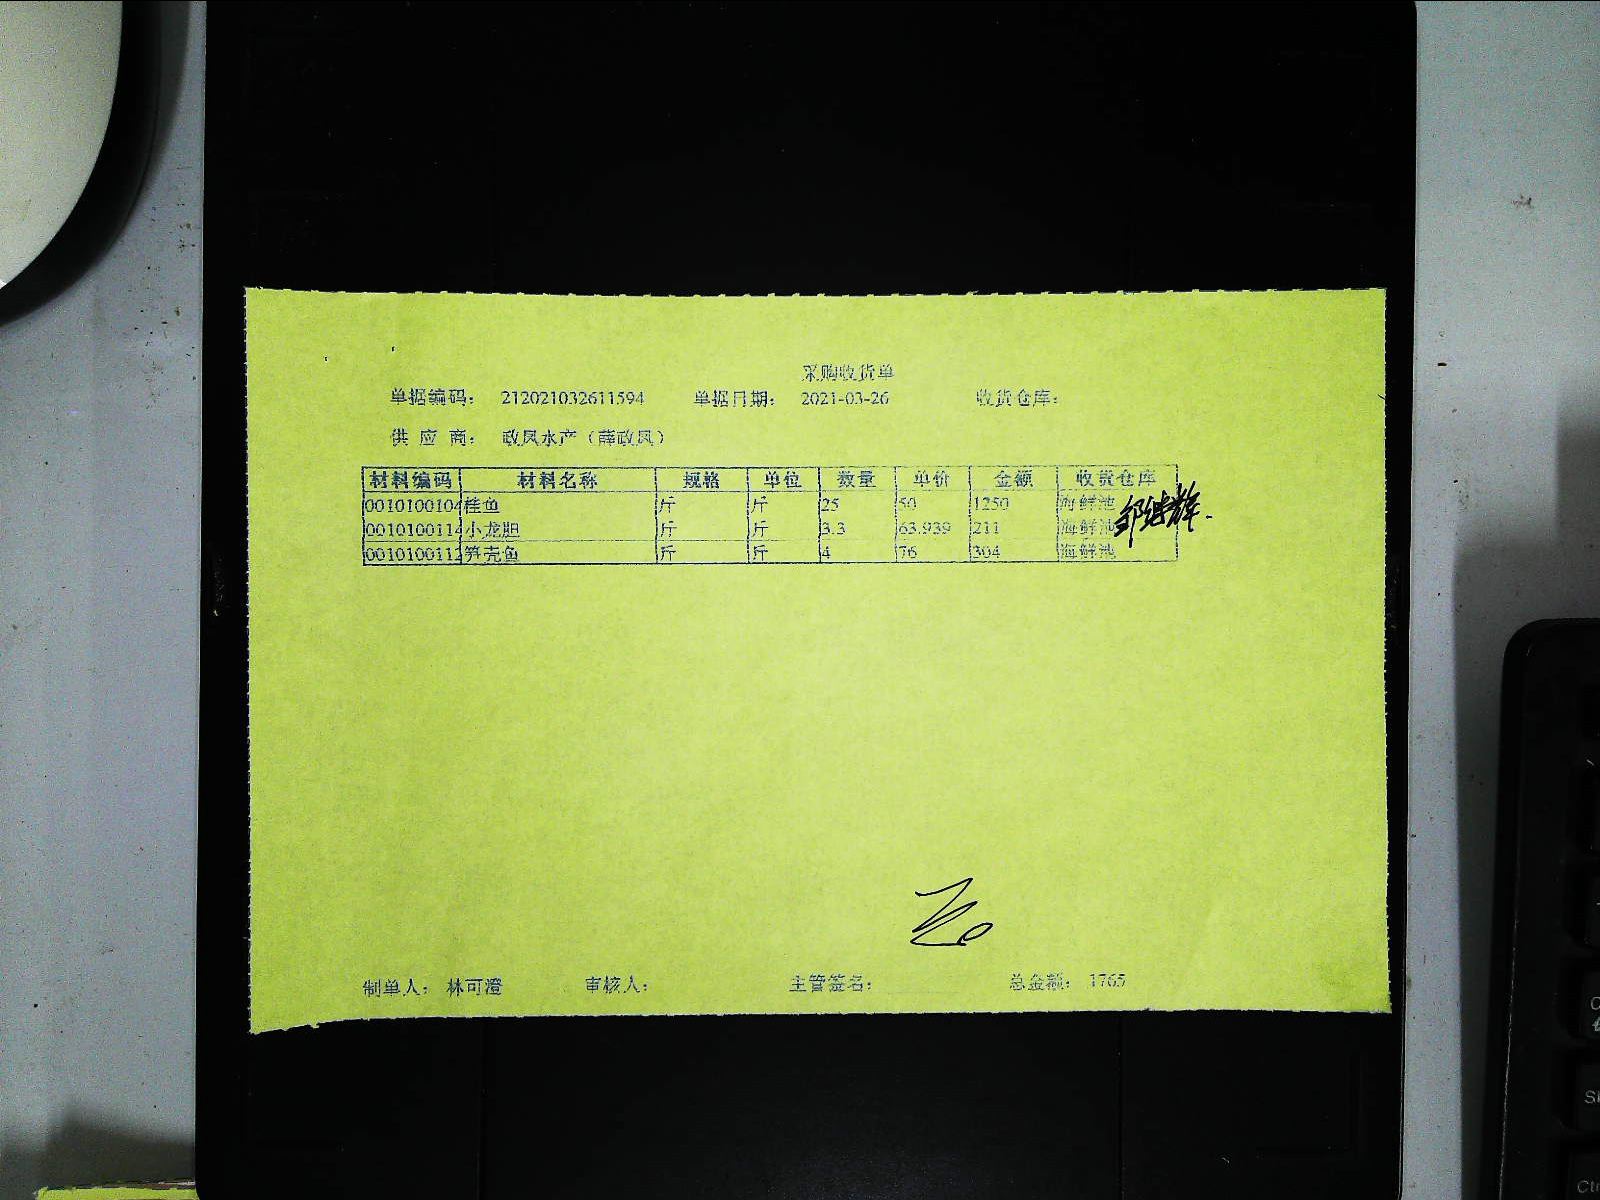 采购收货单
单据编码： 212021032611594 单据日期： 2021-03-26 收货仓库：
供 应 商： 政凤水产（薛政凤）
材料编码 材料名称 规格 单位 数量 单价 金额 收货仓库
0010100104 桂鱼 斤 斤 25 50 1250 海鲜池
0010100114 小龙胆 斤 斤 3.3 63.939 211 海鲜池
0010100112 笋壳鱼 斤 斤 4 76 304 海鲜池
制单人： 林可澄 审核人： 主管签名： 总金额： 1765